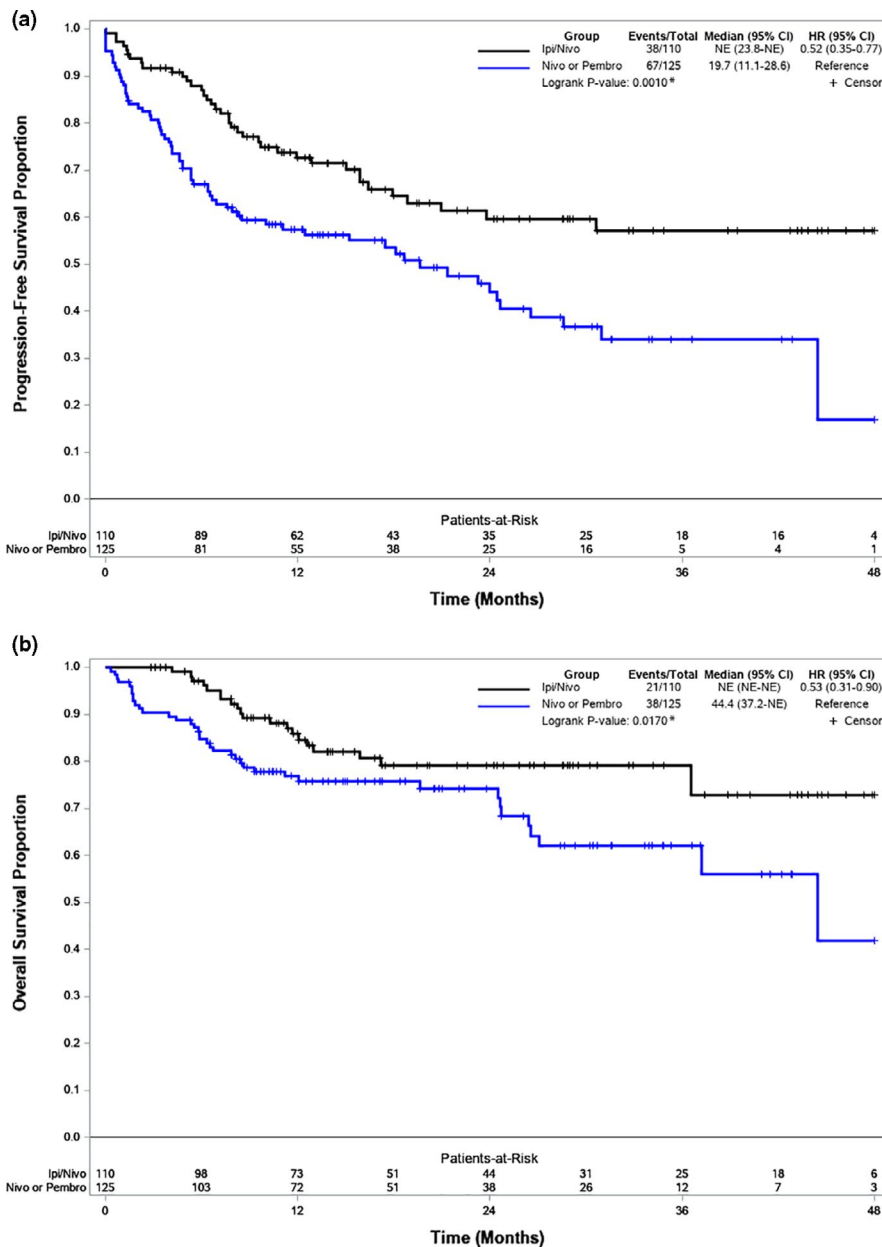 (a)
Group Events/Total Median (95% CI) HR (95% CI)
Ipi/Nivo 38/110 NE (23.8-NE) 0.52 (0.35-0.77)
Nivo or Pembro 67/125 19.7 (11.1-28.6) Reference
Logrank P-value: 0.0010* + Censor
Progression-Free Survival Proportion
1.0
0.9
0.8
0.7
0.6
0.5
0.4
0.3
0.2
0.1
0.0
Patients-at-Risk
Ipi/Nivo 110 89 62 43 35 25 18 16 4
Nivo or Pembro 125 81 55 38 25 16 5 4 1
0 12 24 36 48
Time (Months)
(b)
Group Events/Total Median (95% CI) HR (95% CI)
Ipi/Nivo 21/110 NE (NE-NE) 0.53 (0.31-0.90)
Nivo or Pembro 38/125 44.4 (37.2-NE) Reference
Logrank P-value: 0.0170* + Censor
Overall Survival Proportion
1.0
0.9
0.8
0.7
0.6
0.5
0.4
0.3
0.2
0.1
0.0
Patients-at-Risk
Ipi/Nivo 110 98 73 51 44 31 25 18 6
Nivo or Pembro 125 103 72 51 38 26 12 7 3
0 12 24 36 48
Time (Months)